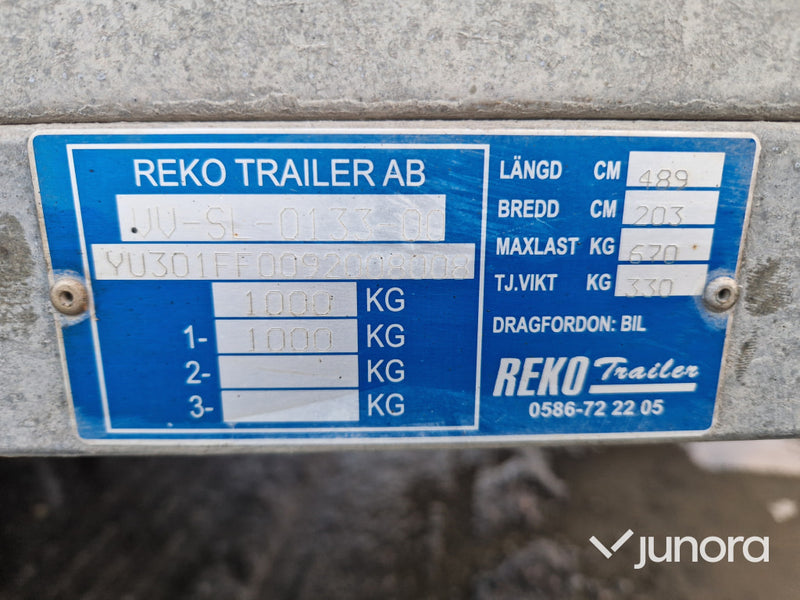 REKO TRAILER AB
VV-SL-0133-00
YU301FF0092008008
1000 KG
1- 1000 KG
2- KG
3- KG
LÄNGD CM 489
BREDD CM 203
MAXLAST KG 670
TJ.VIKT KG 330
DRAGFORDON: BIL
REKO Trailer
0586-72 22 05
junora